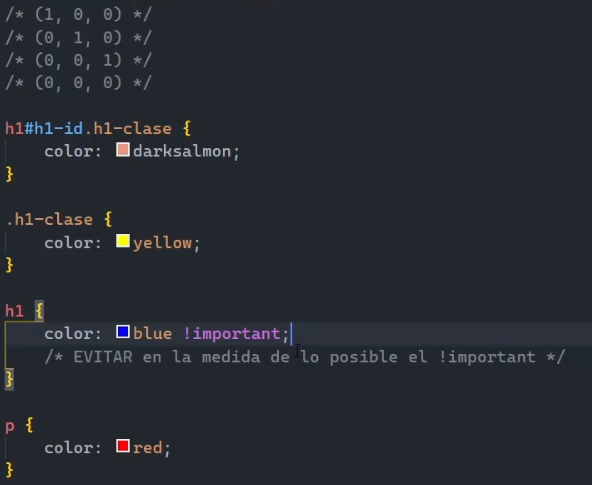 /* (1, 0, 0) */
/* (0, 1, 0) */
/* (0, 0, 1) */
/* (0, 0, 0) */
h1#h1-id.h1-clase {
color: darksalmon;
}
.h1-clase {
color: yellow;
}
h1 {
color: blue !important;
/* EVITAR en la medida de lo posible el !important */
}
p {
color: red;
}